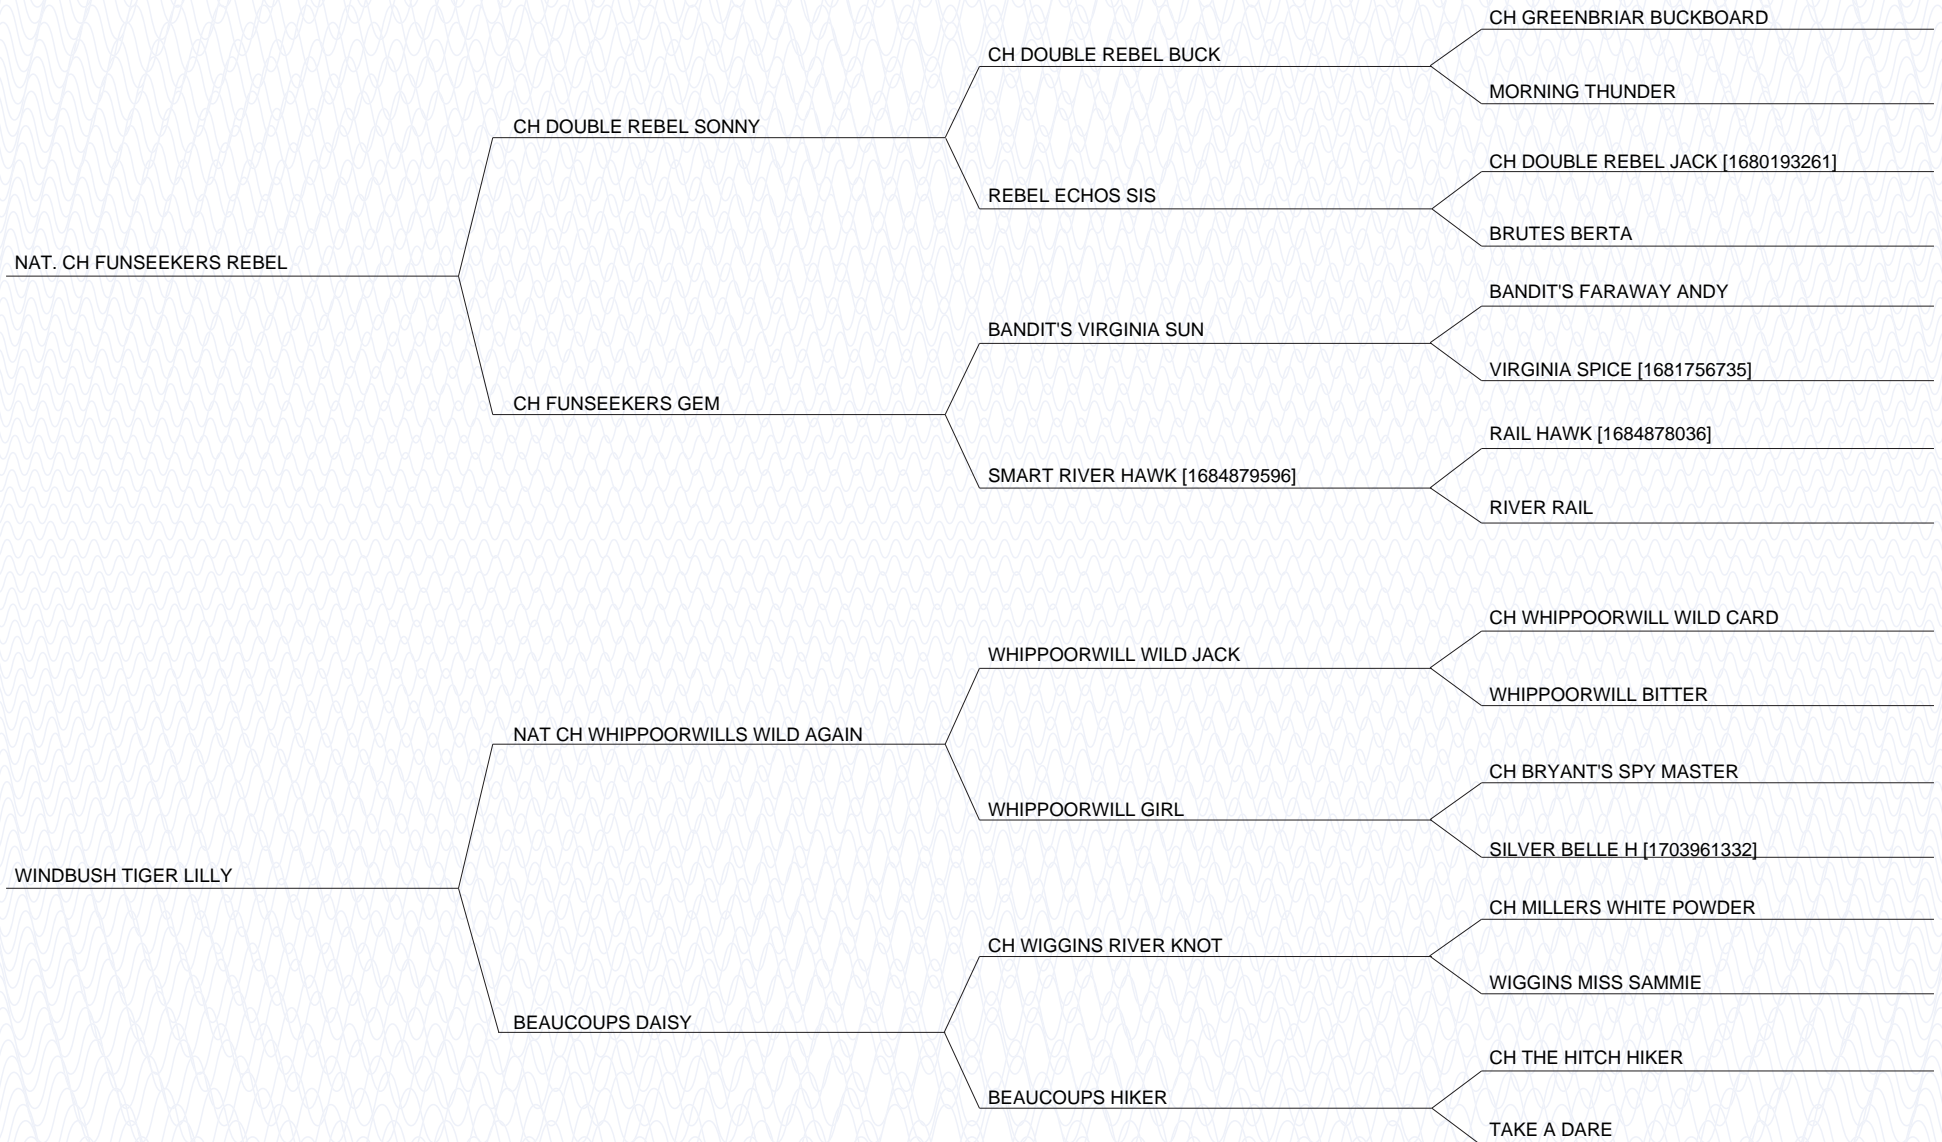 CH GREENBRIAR BUCKBOARD
CH DOUBLE REBEL BUCK
MORNING THUNDER
CH DOUBLE REBEL SONNY
CH DOUBLE REBEL JACK [1680193261]
REBEL ECHOS SIS
BRUTES BERTA
NAT. CH FUNSEEKERS REBEL
BANDIT'S FARAWAY ANDY
BANDIT'S VIRGINIA SUN
VIRGINIA SPICE [1681756735]
CH FUNSEEKERS GEM
RAIL HAWK [1684878036]
SMART RIVER HAWK [1684879596]
RIVER RAIL
CH WHIPPOORWILL WILD CARD
WHIPPOORWILL WILD JACK
WHIPPOORWILL BITTER
NAT CH WHIPPOORWILLS WILD AGAIN
CH BRYANT'S SPY MASTER
WHIPPOORWILL GIRL
SILVER BELLE H [1703961332]
WINDBUSH TIGER LILLY
CH MILLERS WHITE POWDER
CH WIGGINS RIVER KNOT
WIGGINS MISS SAMMIE
BEAUCOUPS DAISY
CH THE HITCH HIKER
BEAUCOUPS HIKER
TAKE A DARE